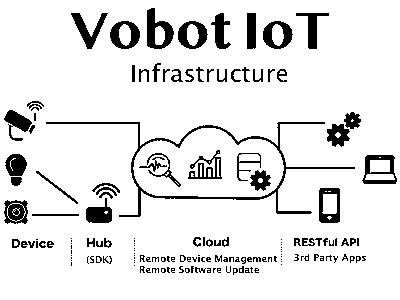 Vobot IoT
Infrastructure
Device
Hub
(SDK)
Cloud
Remote Device Management
Remote Software Update
RESTful API
3rd Party Apps